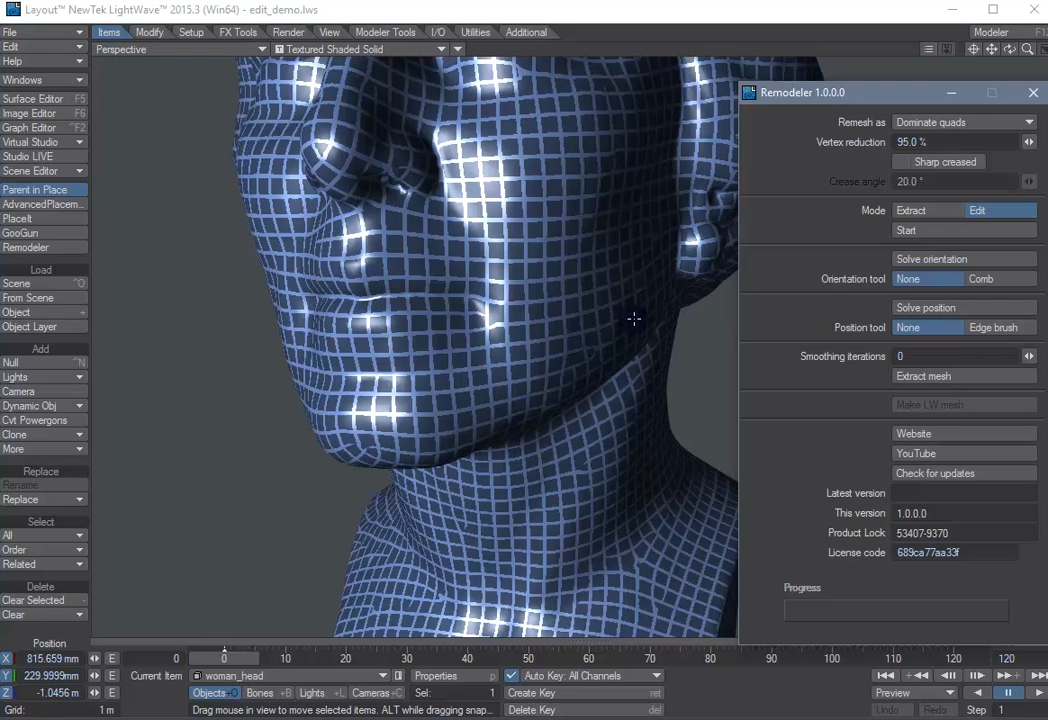 Layout™ NewTek LightWave™ 2015.3 (Win64) - edit_demo.lws
File
Edit
Help
Windows
Surface Editor F5
Image Editor F6
Graph Editor ^F2
Virtual Studio
Studio LIVE
Scene Editor
Parent in Place
AdvancedPlacem...
PlaceIt
GooGun
Remodeler
Load
Scene ^O
From Scene
Object +
Object Layer
Add
Null ^N
Lights
Camera
Dynamic Obj
Cvt Powergons
Clone
More
Replace
Rename
Replace
Select
All
Order
Related
Delete
Clear Selected -
Clear
Items Modify Setup FX Tools Render View Modeler Tools I/O Utilities Additional Modeler
Perspective T Textured Shaded Solid
Remodeler 1.0.0.0
Remesh as Dominate quads
Vertex reduction 95.0 %
Sharp creased
Crease angle 20.0 °
Mode Extract Edit
Start
Solve orientation
Orientation tool None Comb
Solve position
Position tool None Edge brush
Smoothing iterations 0
Extract mesh
Make LW mesh
Website
YouTube
Check for updates
Latest version
This version 1.0.0.0
Product Lock 53407-9370
License code 689ca77aa33f
Progress
Position
X 815.659 mm E 0 0 10 20 30 40 50 60 70 80 90 100 110 120 120
Y 229.9999 mm E Current Item woman_head Properties p Auto Key: All Channels
Z -1.0456 m E Objects +O Bones +B Lights +L Cameras +C Sel: 1 Create Key ret Preview
Grid: 1 m Drag mouse in view to move selected items. ALT while dragging snap... Delete Key del Undo Redo Step 1